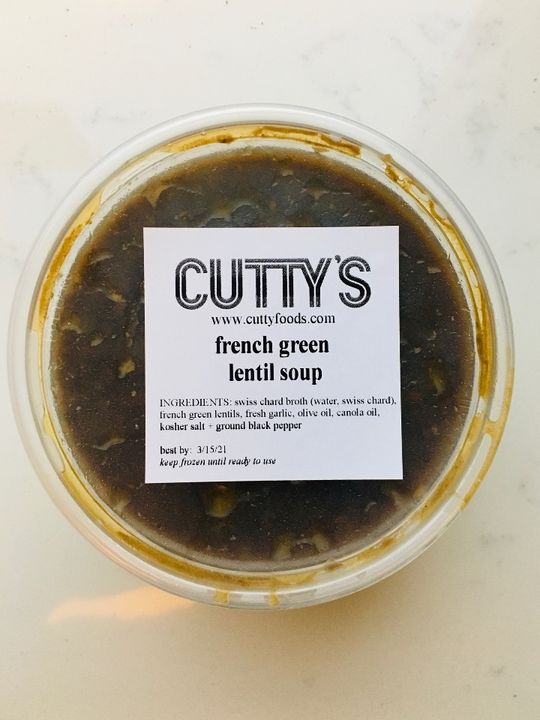 CUTTY'S
www.cuttyfoods.com
french green
lentil soup
INGREDIENTS: swiss chard broth (water, swiss chard),
french green lentils, fresh garlic, olive oil, canola oil,
kosher salt + ground black pepper
best by: 3/15/21
keep frozen until ready to use